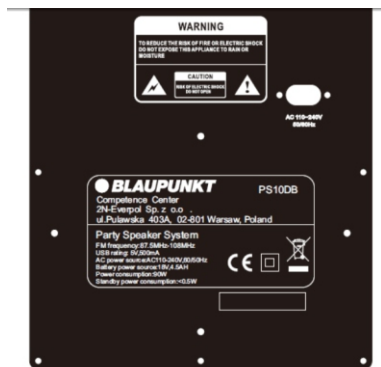 WARNING
TO REDUCE THE RISK OF FIRE OR ELECTRIC SHOCK
DO NOT EXPOSE THIS APPLIANCE TO RAIN OR
MOISTURE
CAUTION
RISK OF ELECTRIC SHOCK
DO NOT OPEN
AC 110~240V
50/60Hz
BLAUPUNKT PS10DB
Competence Center
2N-Everpol Sp. z o.o .
ul.Pulawska 403A, 02-801 Warsaw, Poland
Party Speaker System
FM frequency:87.5MHz-108MHz
USB rating: 5V,500mA
AC power source:AC110-240V,60/50Hz
Battery power source:18V,4.5AH
Power consumption:90W
Standby power consumption:<0.5W
CE